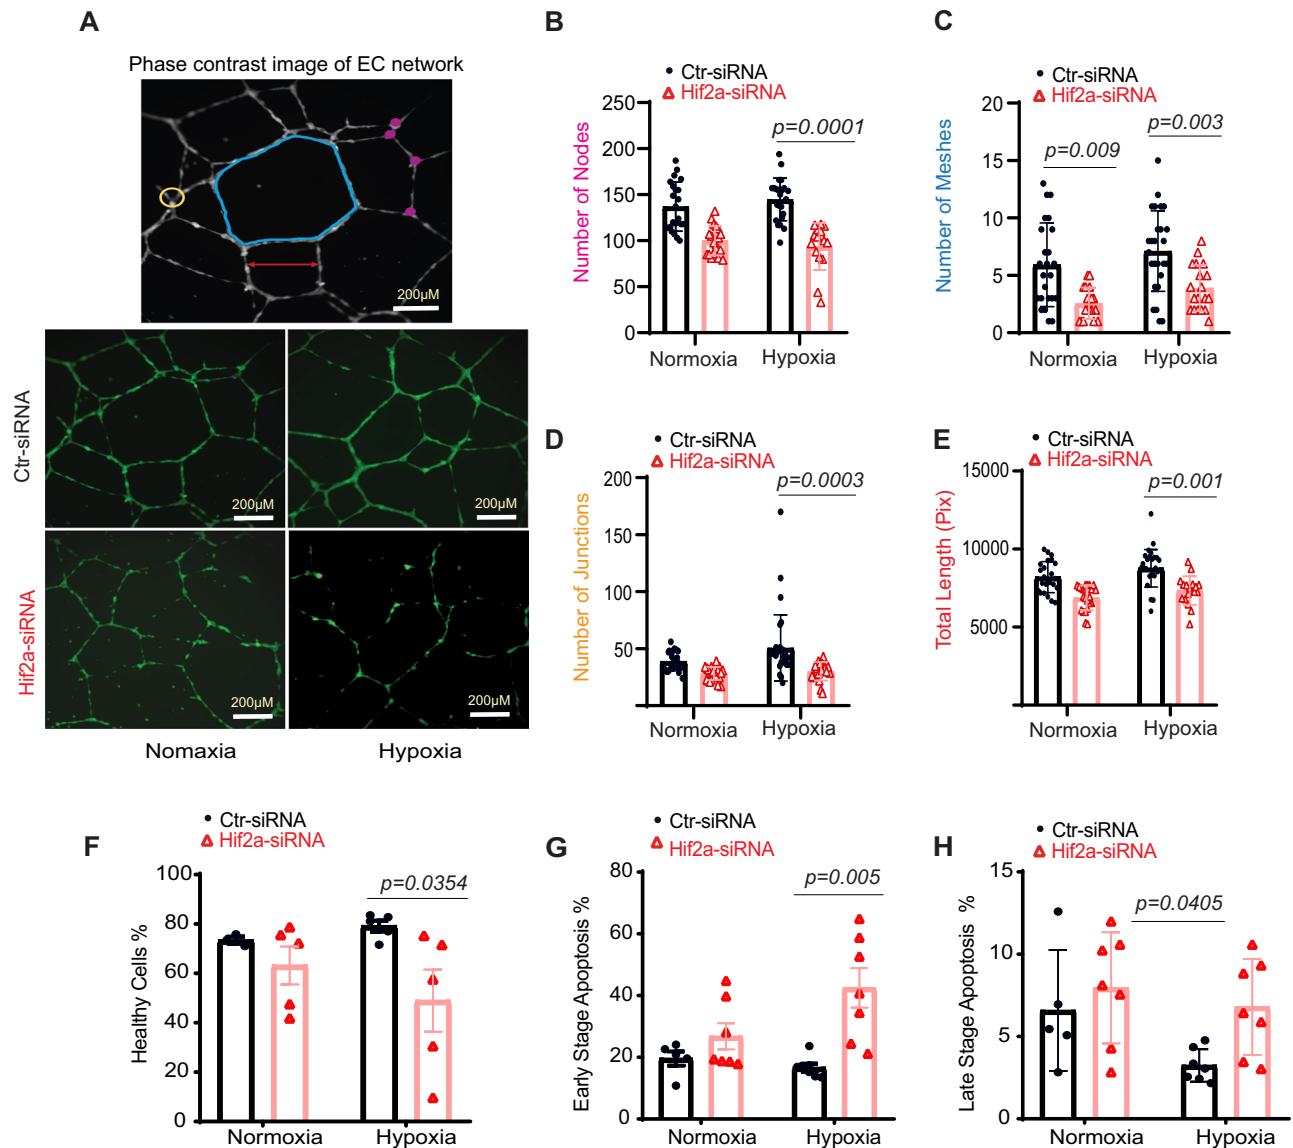 A
Phase contrast image of EC network
200µM
Ctr-siRNA
200µM
200µM
Hif2a-siRNA
200µM
200µM
Nomaxia
Hypoxia
B
Ctr-siRNA
Hif2a-siRNA
Number of Nodes
250
200
150
100
50
0
p=0.0001
Normoxia
Hypoxia
C
Ctr-siRNA
Hif2a-siRNA
Number of Meshes
20
15
10
5
0
p=0.009
p=0.003
Normoxia
Hypoxia
D
Ctr-siRNA
Hif2a-siRNA
Number of Junctions
200
150
100
50
p=0.0003
Normoxia
Hypoxia
E
Ctr-siRNA
Hif2a-siRNA
Total Length (Pix)
15000
10000
5000
p=0.001
Normoxia
Hypoxia
F
Ctr-siRNA
Hif2a-siRNA
Healthy Cells %
100
80
60
40
20
0
p=0.0354
Normoxia
Hypoxia
G
Ctr-siRNA
Hif2a-siRNA
Early Stage Apoptosis %
80
60
40
20
0
p=0.005
Normoxia
Hypoxia
H
Ctr-siRNA
Hif2a-siRNA
Late Stage Apoptosis %
15
10
5
0
p=0.0405
Normoxia
Hypoxia